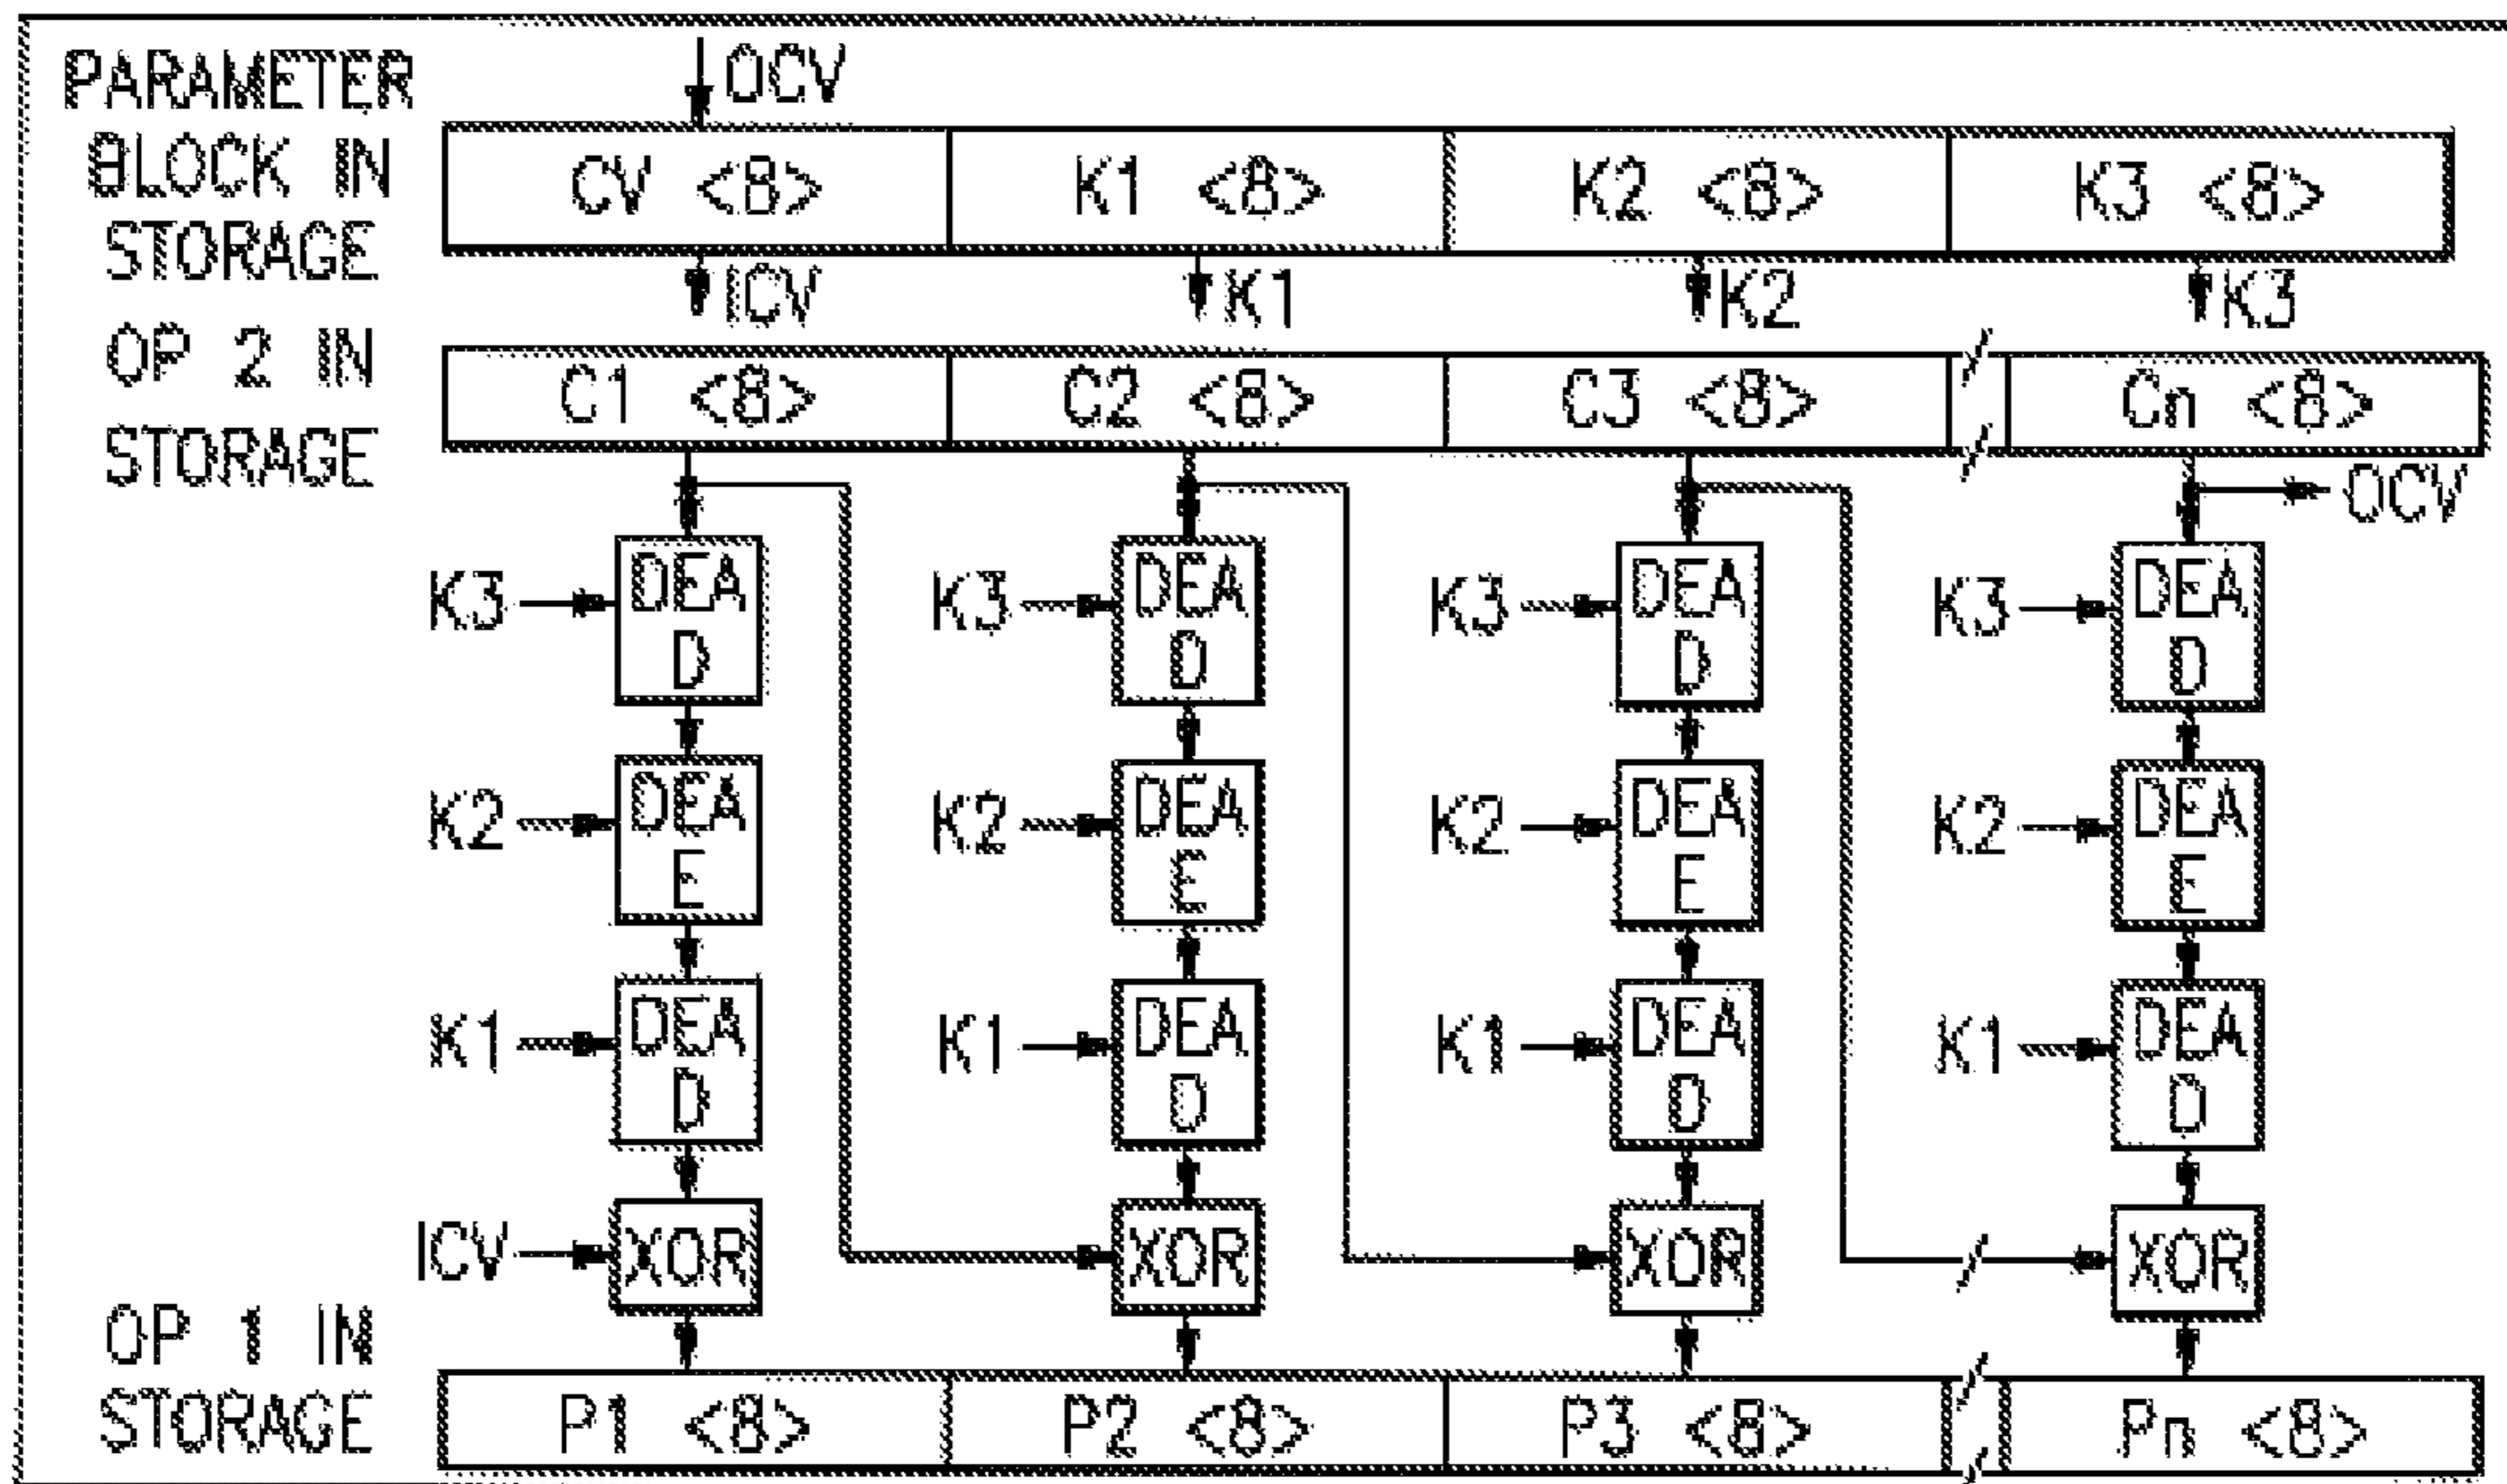 PARAMETER
BLOCK IN
STORAGE
OCV
CV <8> K1 <8> K2 <8> K3 <8>
ICV K1 K2 K3
OP 2 IN
STORAGE
C1 <8> C2 <8> C3 <8> Cn <8>
OCV
K3 DEA K3 DEA K3 DEA K3 DEA
D D D D
K2 DEA K2 DEA K2 DEA K2 DEA
E E E E
K1 DEA K1 DEA K1 DEA K1 DEA
D D D D
ICV XOR XOR XOR XOR
OP 1 IN
STORAGE
P1 <8> P2 <8> P3 <8> Pn <8>